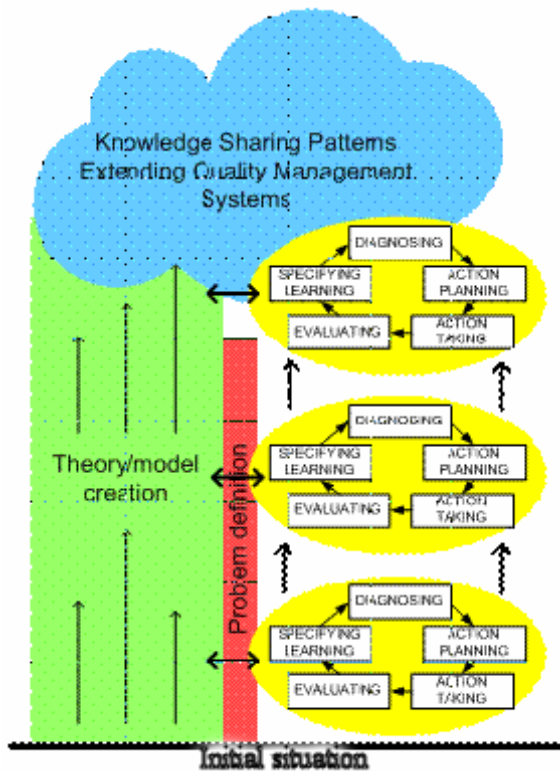 Knowledge Sharing Patterns
Extending Quality Management
Systems
DIAGNOSING
SPECIFYING
LEARNING
ACTION
PLANNING
EVALUATING
ACTION
TAKING
Theory/model
creation
Problem definition
DIAGNOSING
SPECIFYING
LEARNING
ACTION
PLANNING
EVALUATING
ACTION
TAKING
DIAGNOSING
SPECIFYING
LEARNING
ACTION
PLANNING
EVALUATING
ACTION
TAKING
Initial situation